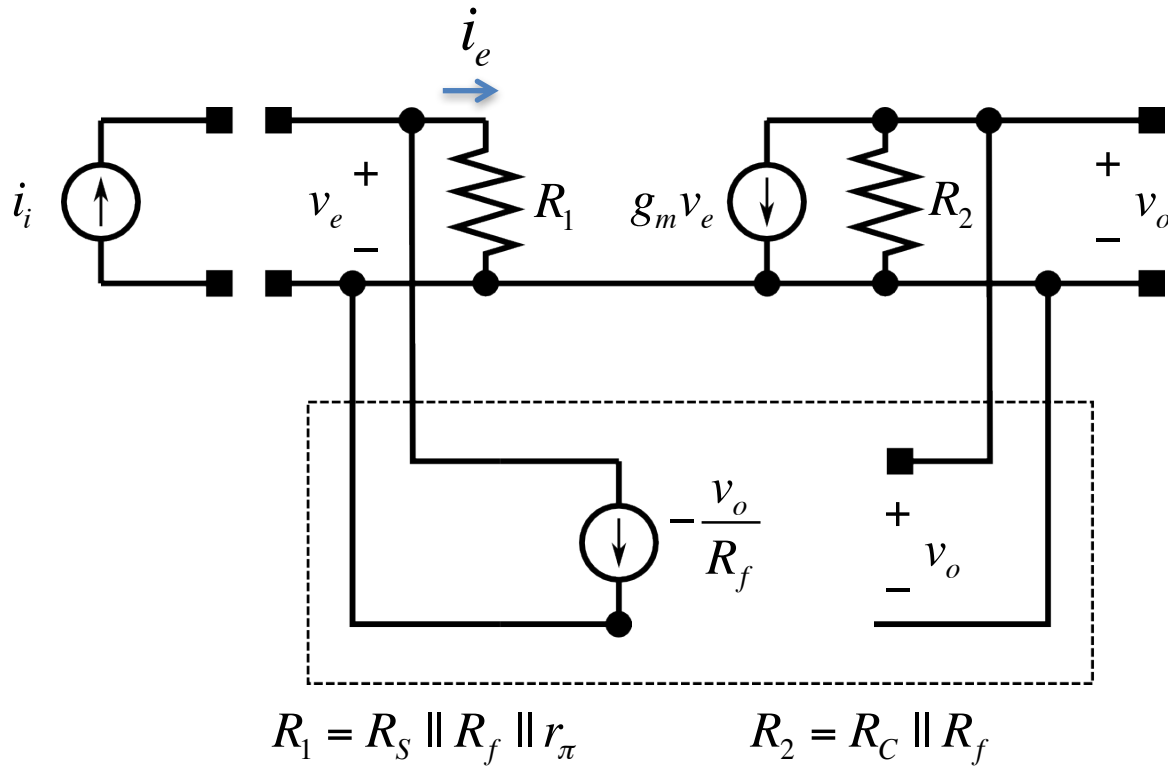 i_e
+ +
i_i v_e R_1 g_m v_e R_2 v_o
− −
− v_o / R_f
+
v_o
−
R_1 = R_S || R_f || r_π R_2 = R_C || R_f